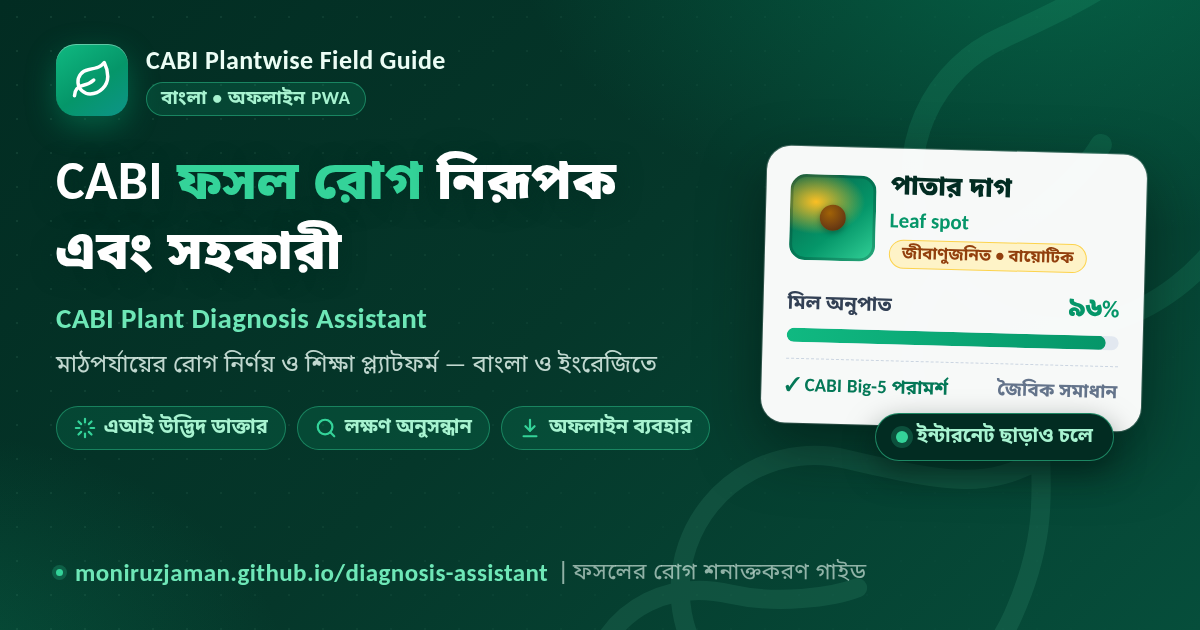 CABI Plantwise Field Guide
বাংলা • অফলাইন PWA
CABI ফসল রোগ নিরূপক
এবং সহকারী
CABI Plant Diagnosis Assistant
মাঠপর্যায়ের রোগ নির্ণয় ও শিক্ষা প্ল্যাটফর্ম — বাংলা ও ইংরেজিতে
এআই উদ্ভিদ ডাক্তার
লক্ষণ অনুসন্ধান
অফলাইন ব্যবহার
পাতার দাগ
Leaf spot
জীবাণুজনিত • বায়োটিক
মিল অনুপাত ৯৬%
✓ CABI Big-5 পরামর্শ জৈবিক সমাধান
ইন্টারনেট ছাড়াও চলে
moniruzjaman.github.io/diagnosis-assistant | ফসলের রোগ শনাক্তকরণ গাইড